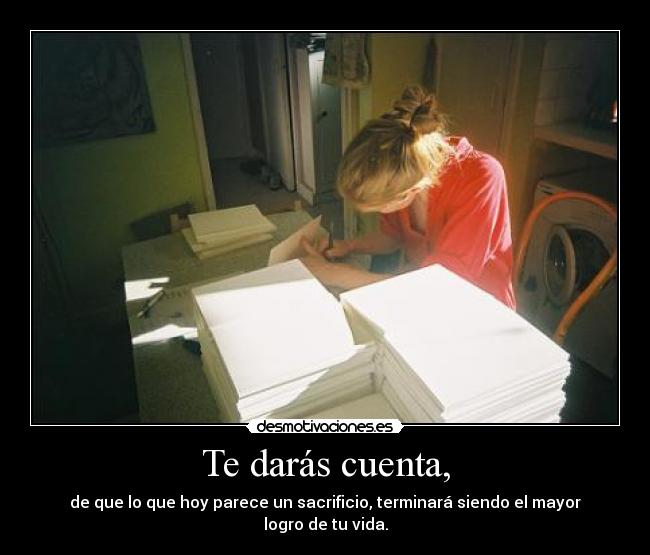 desmotivaciones.es
Te darás cuenta,
de que lo que hoy parece un sacrificio, terminará siendo el mayor
logro de tu vida.